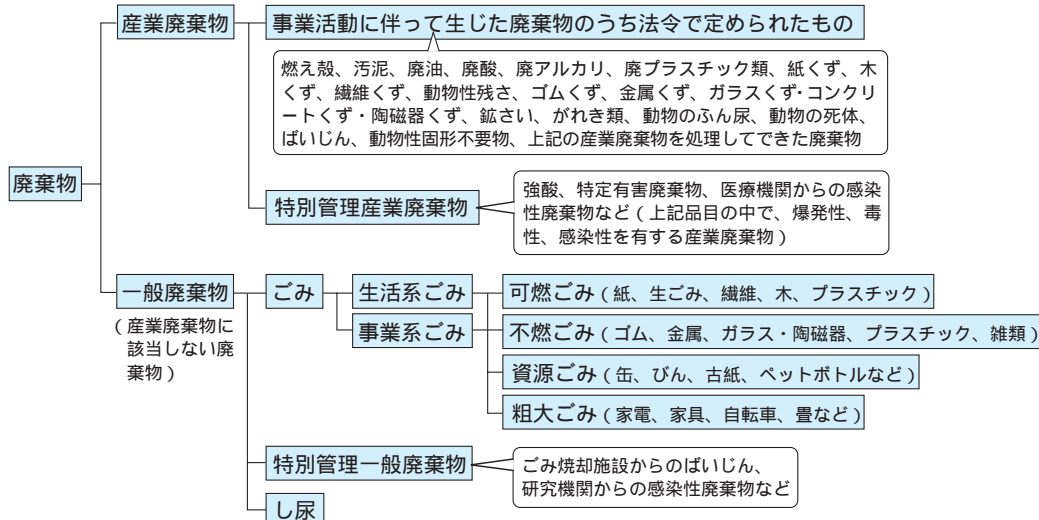 産業廃棄物
事業活動に伴って生じた廃棄物のうち法令で定められたもの
燃え殻、汚泥、廃油、廃酸、廃アルカリ、廃プラスチック類、紙くず、木
くず、繊維くず、動物性残さ、ゴムくず、金属くず、ガラスくず・コンクリ
ートくず・陶磁器くず、鉱さい、がれき類、動物のふん尿、動物の死体、
ばいじん、動物性固形不要物、上記の産業廃棄物を処理してできた廃棄物
廃棄物
特別管理産業廃棄物
強酸、特定有害廃棄物、医療機関からの感染
性廃棄物など（上記品目の中で、爆発性、毒
性、感染性を有する産業廃棄物）
一般廃棄物
（産業廃棄物に
該当しない廃
棄物）
ごみ
生活系ごみ
可燃ごみ（紙、生ごみ、繊維、木、プラスチック）
事業系ごみ
不燃ごみ（ゴム、金属、ガラス・陶磁器、プラスチック、雑類）
資源ごみ（缶、びん、古紙、ペットボトルなど）
粗大ごみ（家電、家具、自転車、畳など）
特別管理一般廃棄物
ごみ焼却施設からのばいじん、
研究機関からの感染性廃棄物など
し尿